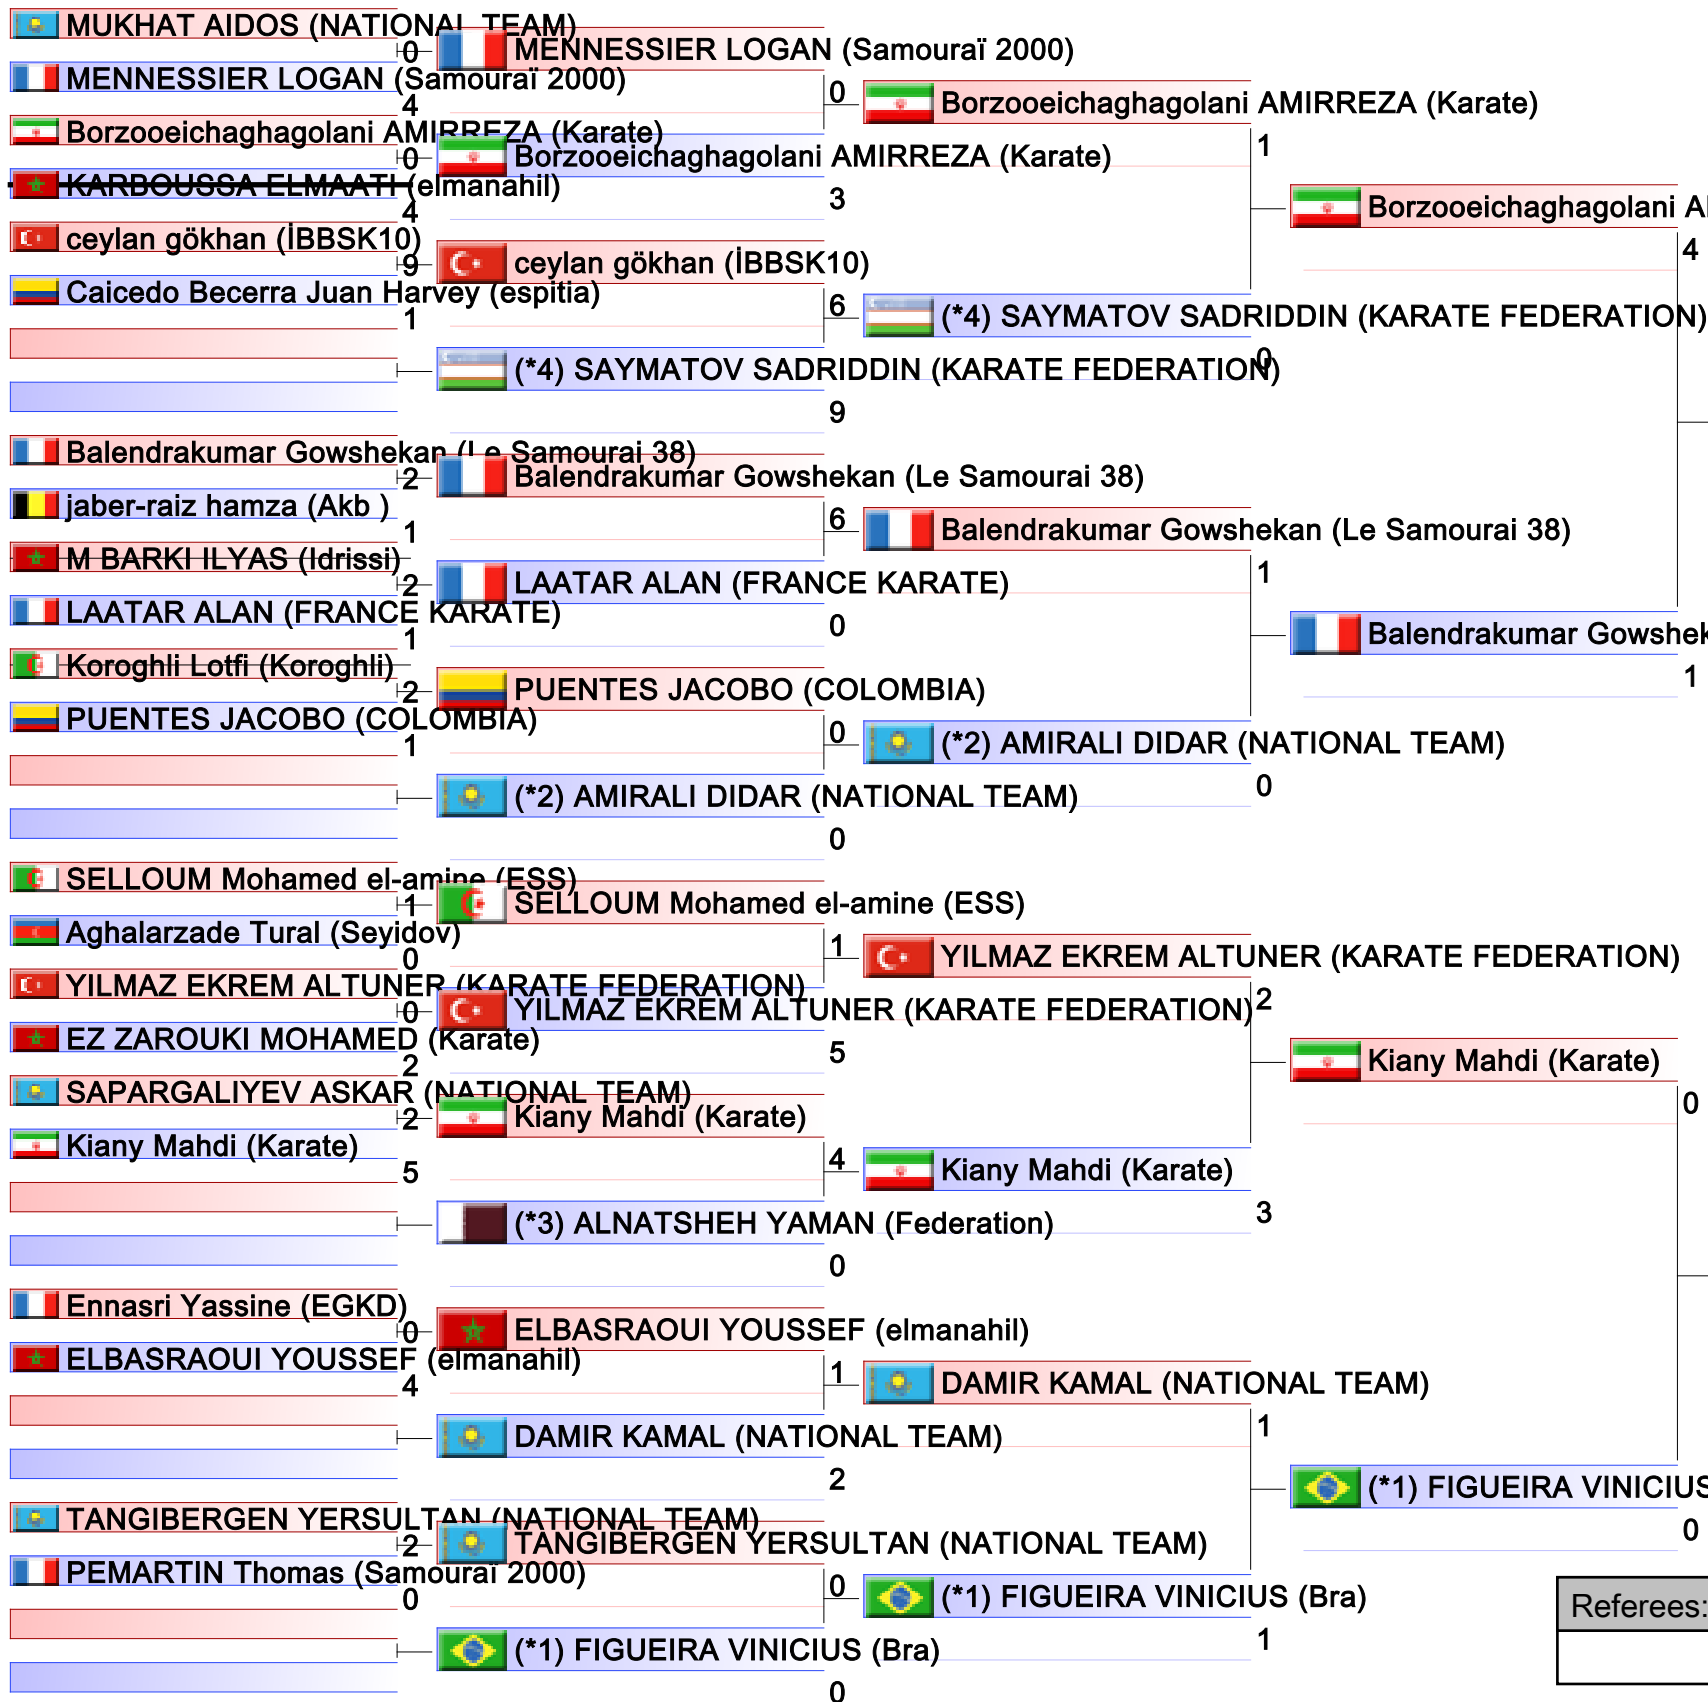 MUKHAT AIDOS (NATIONAL TEAM)
0
MENNESSIER LOGAN (Samouraï 2000)
4
Borzooeichaghagolani AMIRREZA (Karate)
0
KARBOUSSA ELMAATI (elmanahil)
4
ceylan gökhan (İBBSK10)
9
Caicedo Becerra Juan Harvey (espitia)
1
Balendrakumar Gowshekan (Le Samourai 38)
2
jaber-raiz hamza (Akb )
1
M BARKI ILYAS (Idrissi)
2
LAATAR ALAN (FRANCE KARATE)
1
Koroghli Lotfi (Koroghli)
2
PUENTES JACOBO (COLOMBIA)
1
SELLOUM Mohamed el-amine (ESS)
1
Aghalarzade Tural (Seyidov)
0
YILMAZ EKREM ALTUNER (KARATE FEDERATION)
0
EZ ZAROUKI MOHAMED (Karate)
2
SAPARGALIYEV ASKAR (NATIONAL TEAM)
2
Kiany Mahdi (Karate)
5
Ennasri Yassine (EGKD)
0
ELBASRAOUI YOUSSEF (elmanahil)
4
TANGIBERGEN YERSULTAN (NATIONAL TEAM)
2
PEMARTIN Thomas (Samouraï 2000)
0
MENNESSIER LOGAN (Samouraï 2000)
0
Borzooeichaghagolani AMIRREZA (Karate)
3
ceylan gökhan (İBBSK10)
6
(*4) SAYMATOV SADRIDDIN (KARATE FEDERATION)
9
Balendrakumar Gowshekan (Le Samourai 38)
6
LAATAR ALAN (FRANCE KARATE)
0
PUENTES JACOBO (COLOMBIA)
0
(*2) AMIRALI DIDAR (NATIONAL TEAM)
0
SELLOUM Mohamed el-amine (ESS)
1
YILMAZ EKREM ALTUNER (KARATE FEDERATION)
5
Kiany Mahdi (Karate)
4
(*3) ALNATSHEH YAMAN (Federation)
0
ELBASRAOUI YOUSSEF (elmanahil)
1
DAMIR KAMAL (NATIONAL TEAM)
2
TANGIBERGEN YERSULTAN (NATIONAL TEAM)
0
(*1) FIGUEIRA VINICIUS (Bra)
0
Borzooeichaghagolani AMIRREZA (Karate)
1
(*4) SAYMATOV SADRIDDIN (KARATE FEDERATION)
0
Balendrakumar Gowshekan (Le Samourai 38)
1
(*2) AMIRALI DIDAR (NATIONAL TEAM)
0
YILMAZ EKREM ALTUNER (KARATE FEDERATION)
2
Kiany Mahdi (Karate)
3
DAMIR KAMAL (NATIONAL TEAM)
1
(*1) FIGUEIRA VINICIUS (Bra)
1
Borzooeichaghagolani
4
Balendrakumar
1
Kiany Mahdi (Karate)
0
(*1) FIGUEIRA VINICIUS
0
Referees: